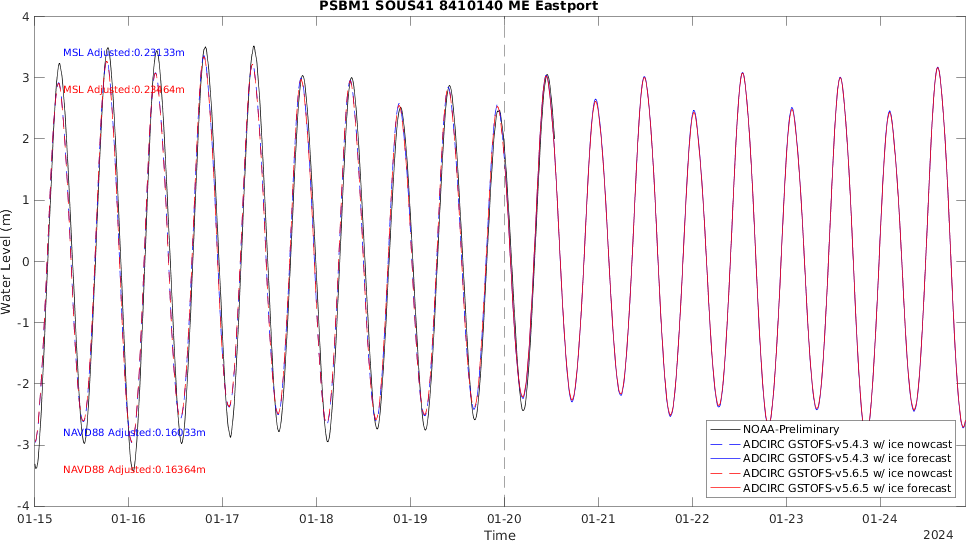 PSBM1 SOUS41 8410140 ME Eastport
4
3
2
1
0
-1
-2
-3
-4
Water Level (m)
MSL Adjusted:0.23133m
MSL Adjusted:0.23464m
NAVD88 Adjusted:0.16033m
NAVD88 Adjusted:0.16364m
NOAA-Preliminary
ADCIRC GSTOFS-v5.4.3 w/ ice nowcast
ADCIRC GSTOFS-v5.4.3 w/ ice forecast
ADCIRC GSTOFS-v5.6.5 w/ ice nowcast
ADCIRC GSTOFS-v5.6.5 w/ ice forecast
01-15 01-16 01-17 01-18 01-19 01-20 01-21 01-22 01-23 01-24
Time
2024